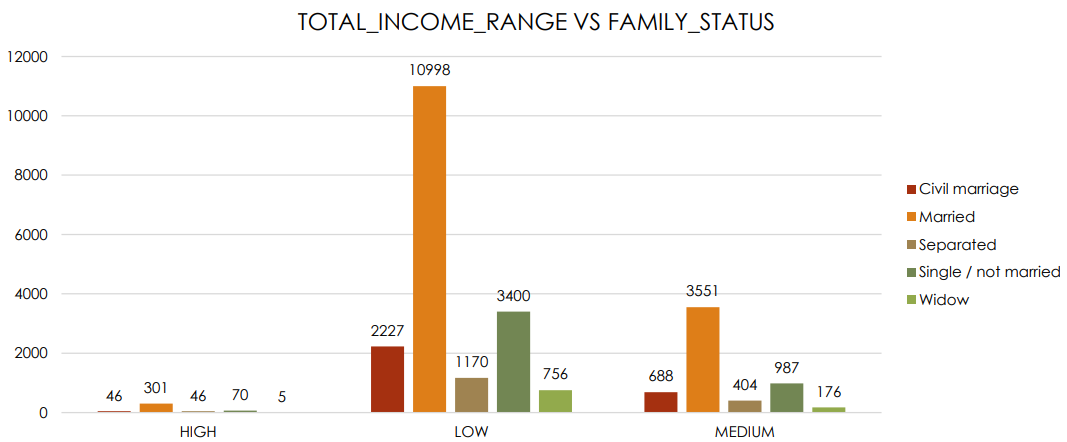 TOTAL_INCOME_RANGE VS FAMILY_STATUS
12000
10000
8000
6000
4000
2000
0
46
301
46
70
5
2227
10998
1170
3400
756
688
3551
404
987
176
HIGH
LOW
MEDIUM
Civil marriage
Married
Separated
Single / not married
Widow